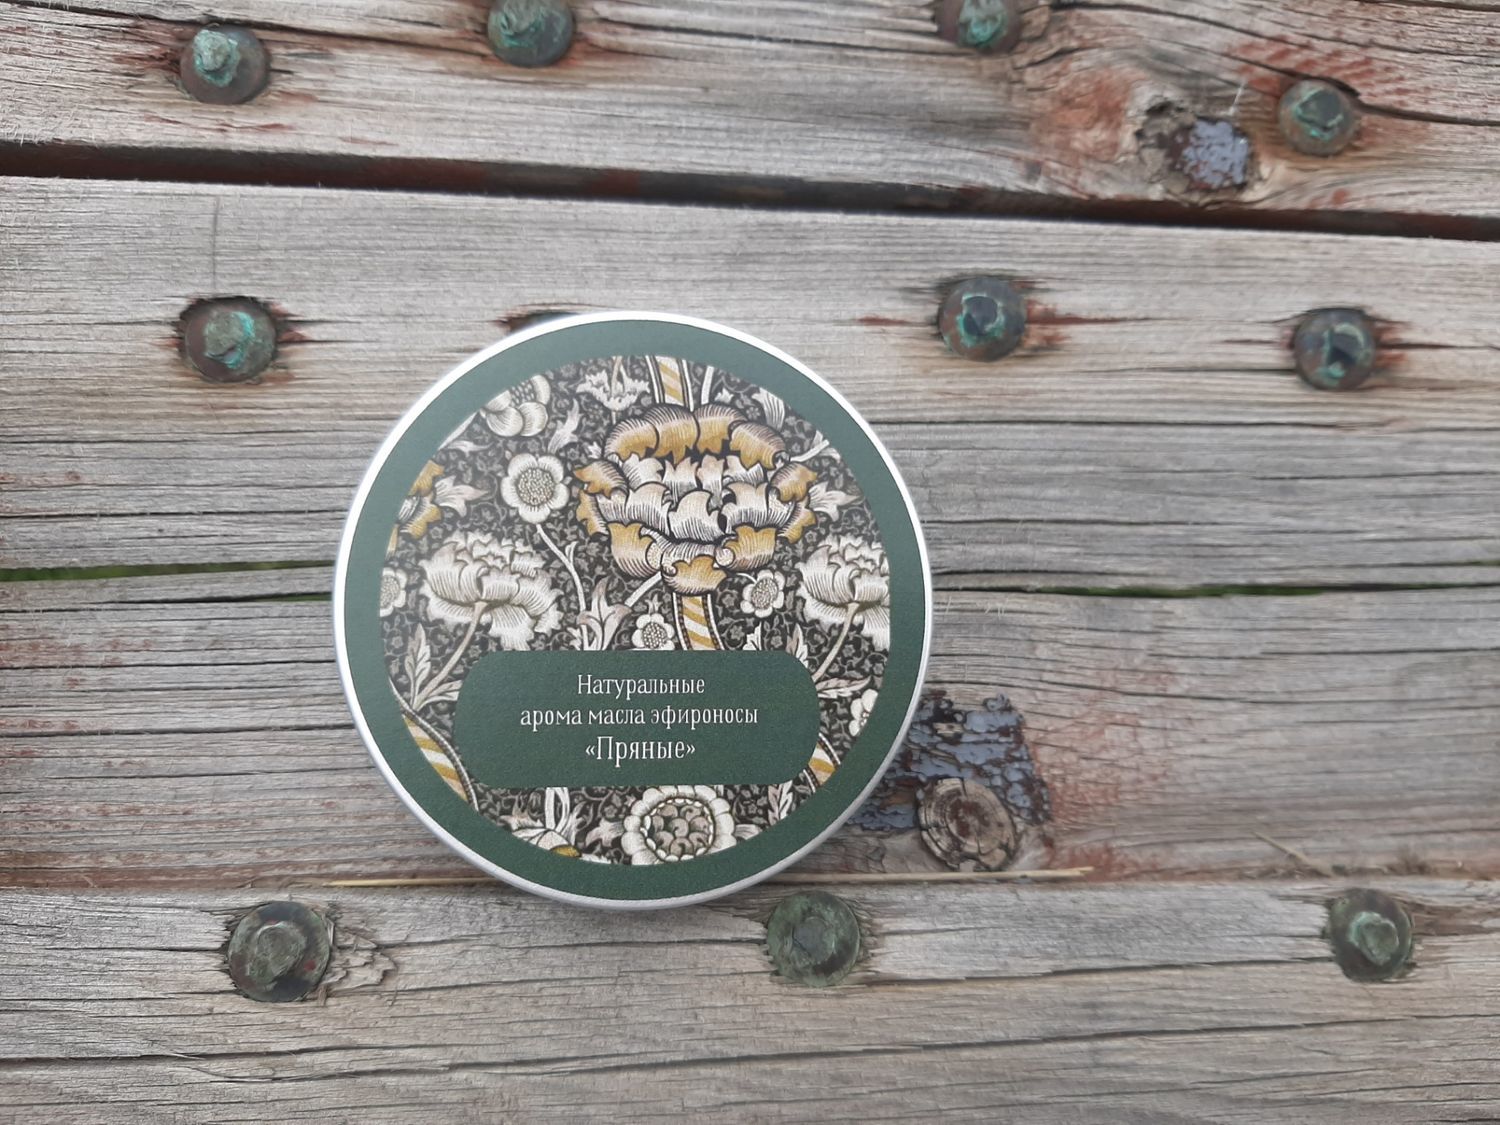 Натуральные
арома масла эфироносы
«Пряные»